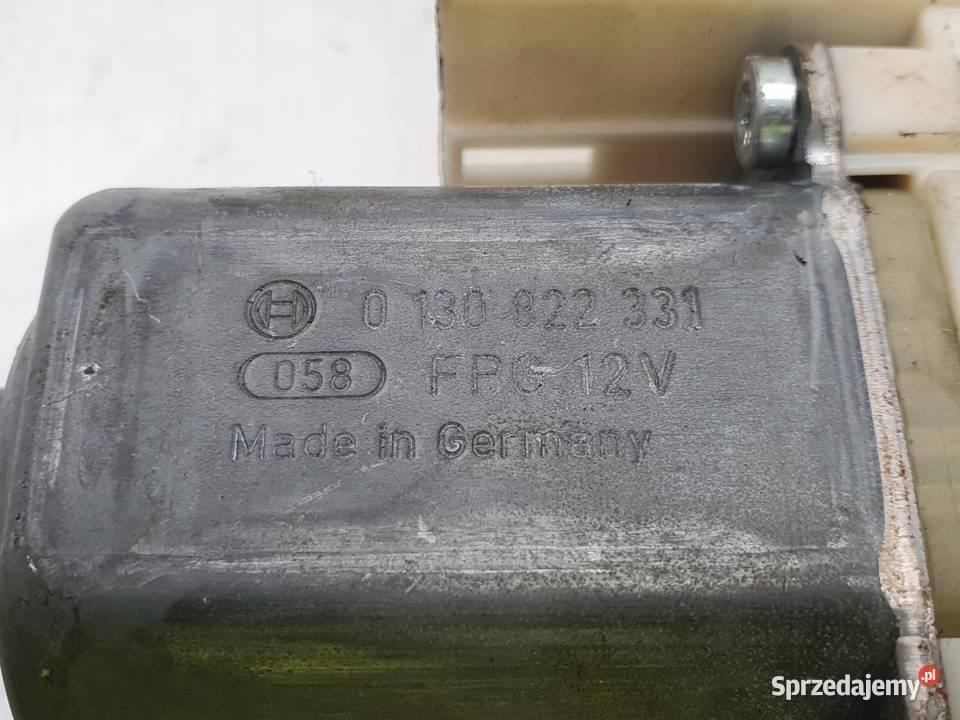 0 130 822 331
058 FPG 12V
Made in Germany
Sprzedajemy.pl